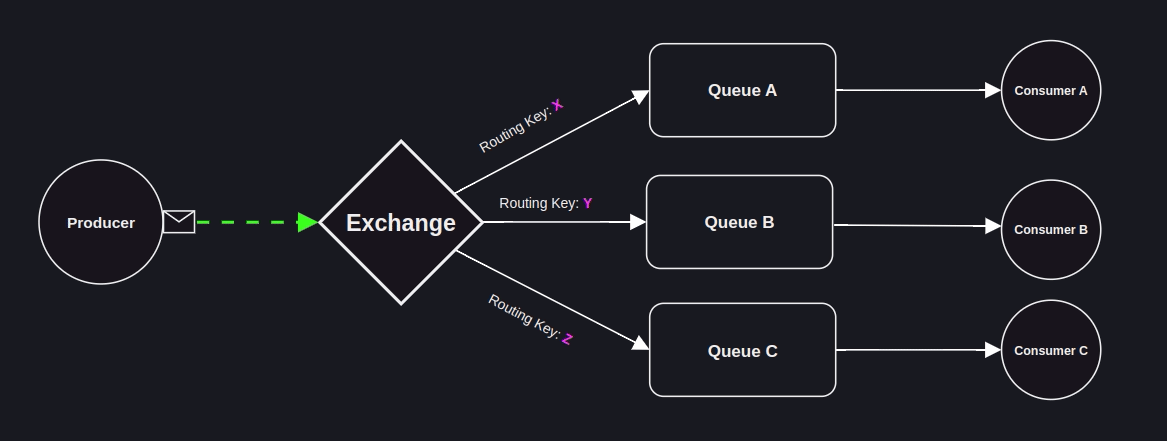 Producer
Exchange
Routing Key: X
Routing Key: Y
Routing Key: Z
Queue A
Queue B
Queue C
Consumer A
Consumer B
Consumer C